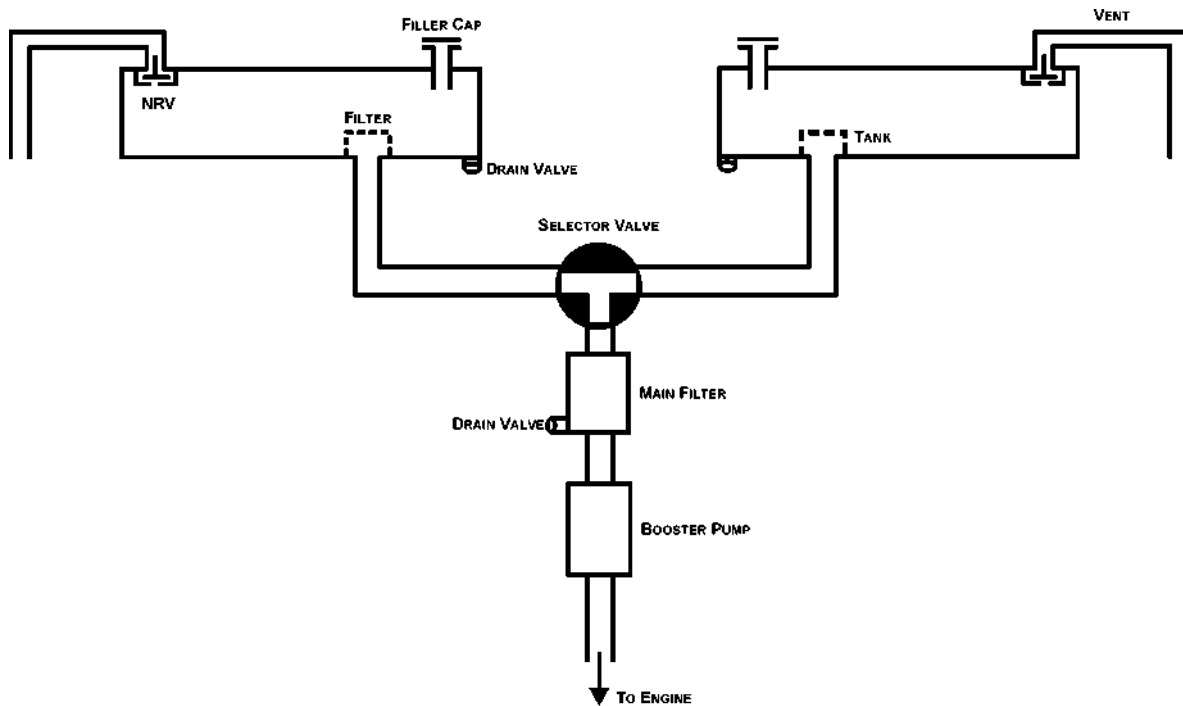 VENT
FILLER CAP
NRV
FILTER
TANK
DRAIN VALVE
SELECTOR VALVE
MAIN FILTER
DRAIN VALVE
BOOSTER PUMP
TO ENGINE